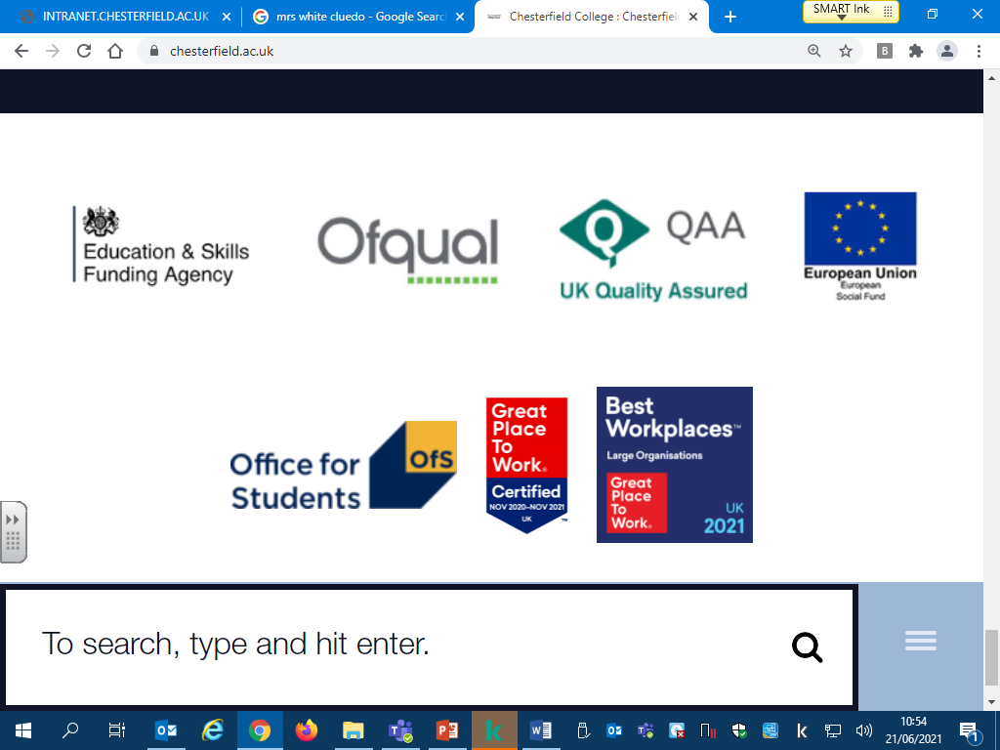 INTRANET.CHESTERFIELD.AC.UK
mrs white cluedo - Google Searc
Chesterfield College : Chesterfiel
SMART Ink
chesterfield.ac.uk
B
Education & Skills
Funding Agency
Ofqual
Q QAA
UK Quality Assured
European Union
European
Social Fund
Office for
Students
OfS
Great
Place
To
Work®
Certified
NOV 2020–NOV 2021
UK
™
Best
Workplaces™
Large Organisations
Great
Place
To
Work®
UK
2021
To search, type and hit enter.
10:54
21/06/2021
1